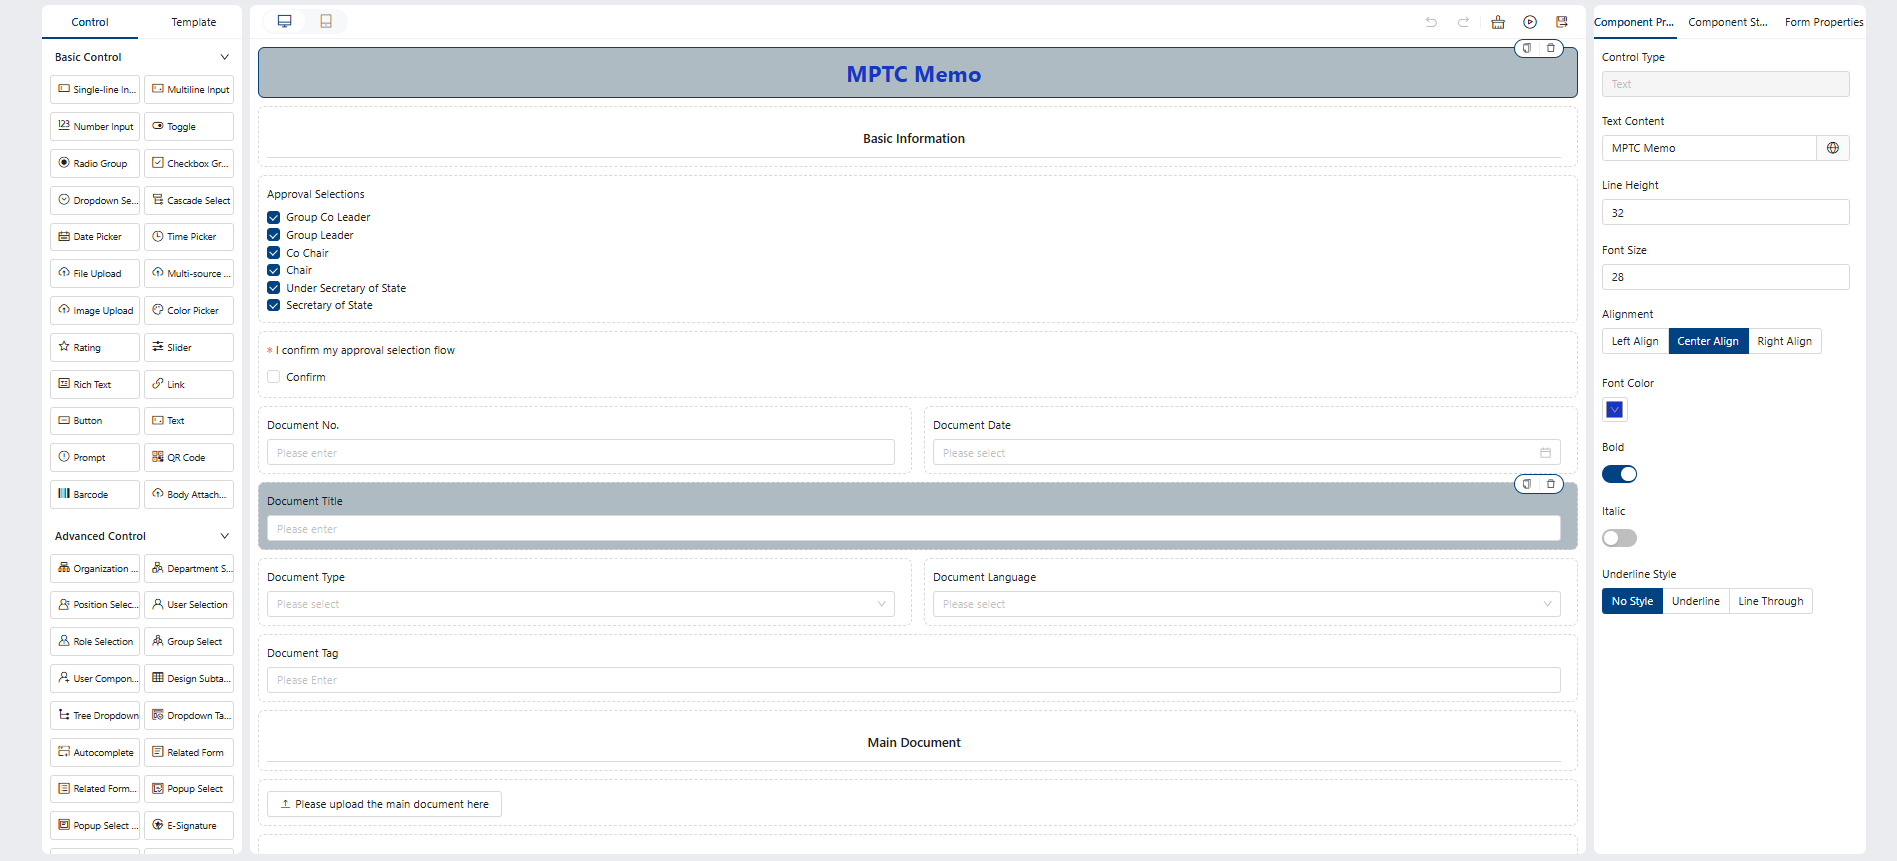 Control
Template
Basic Control
Single-line In...
Multiline Input
Number Input
Toggle
Radio Group
Checkbox Gr...
Dropdown Se...
Cascade Select
Date Picker
Time Picker
File Upload
Multi-source ...
Image Upload
Color Picker
Rating
Slider
Rich Text
Link
Button
Text
Prompt
QR Code
Barcode
Body Attach...
Advanced Control
Organization ...
Department S...
Position Selec...
User Selection
Role Selection
Group Select
User Compon...
Design Subta...
Tree Dropdown
Dropdown Ta...
Autocomplete
Related Form
Related Form...
Popup Select
Popup Select ...
E-Signature
MPTC Memo
Basic Information
Approval Selections
Group Co Leader
Group Leader
Co Chair
Chair
Under Secretary of State
Secretary of State
* I confirm my approval selection flow
Confirm
Document No.
Please enter
Document Date
Please select
Document Title
Please enter
Document Type
Please select
Document Language
Please select
Document Tag
Please Enter
Main Document
Please upload the main document here
Component Pr...
Component St...
Form Properties
Control Type
Text
Text Content
MPTC Memo
Line Height
32
Font Size
28
Alignment
Left Align
Center Align
Right Align
Font Color
Bold
Italic
Underline Style
No Style
Underline
Line Through